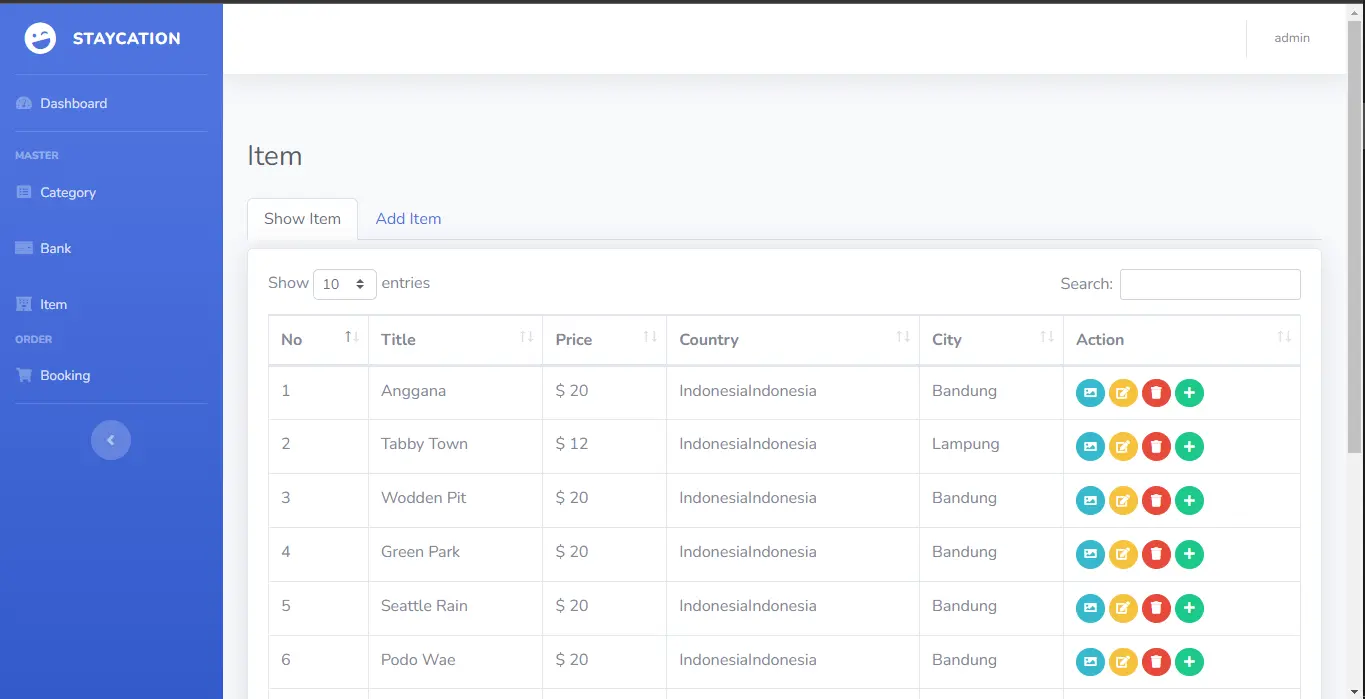 STAYCATION
admin
Dashboard
MASTER
Category
Bank
Item
ORDER
Booking
Item
Show Item Add Item
Show 10 entries Search:
No Title Price Country City Action
1 Anggana $ 20 IndonesiaIndonesia Bandung
2 Tabby Town $ 12 IndonesiaIndonesia Lampung
3 Wodden Pit $ 20 IndonesiaIndonesia Bandung
4 Green Park $ 20 IndonesiaIndonesia Bandung
5 Seattle Rain $ 20 IndonesiaIndonesia Bandung
6 Podo Wae $ 20 IndonesiaIndonesia Bandung